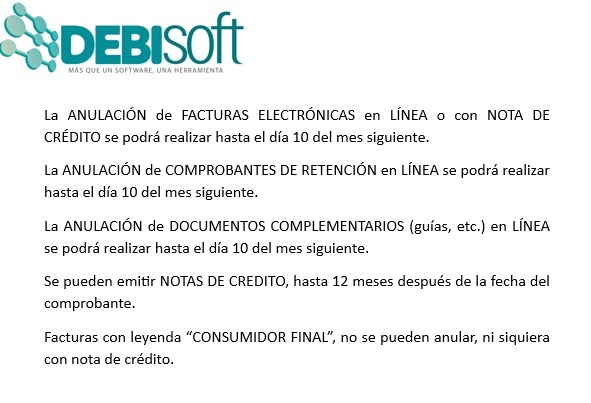 DEBISOFT
MÁS QUE UN SOFTWARE, UNA HERRAMIENTA
La ANULACIÓN de FACTURAS ELECTRÓNICAS en LÍNEA o con NOTA DE
CRÉDITO se podrá realizar hasta el día 10 del mes siguiente.
La ANULACIÓN de COMPROBANTES DE RETENCIÓN en LÍNEA se podrá realizar
hasta el día 10 del mes siguiente.
La ANULACIÓN de DOCUMENTOS COMPLEMENTARIOS (guías, etc.) en LÍNEA
se podrá realizar hasta el día 10 del mes siguiente.
Se pueden emitir NOTAS DE CREDITO, hasta 12 meses después de la fecha del
comprobante.
Facturas con leyenda “CONSUMIDOR FINAL”, no se pueden anular, ni siquiera
con nota de crédito.